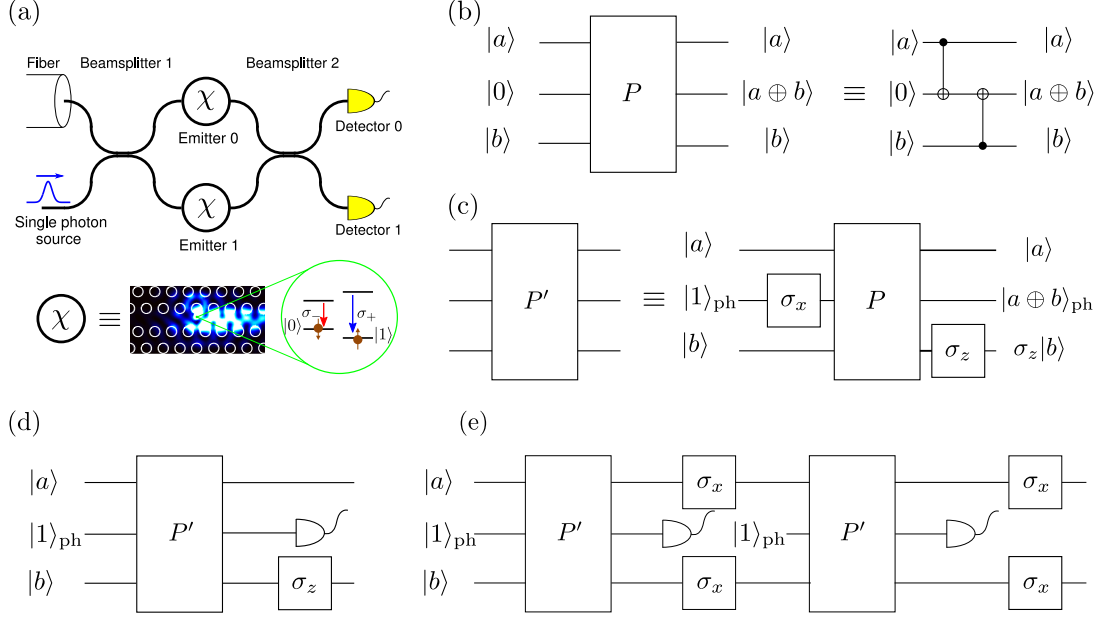 (a)
Fiber
Beamsplitter 1
Beamsplitter 2
χ
Emitter 0
Detector 0
Single photon
source
χ
Emitter 1
Detector 1
χ ≡
|0⟩ σ₋ σ₊ |1⟩
(b)
|a⟩ |a⟩ |a⟩ |a⟩
|0⟩ P |a ⊕ b⟩ ≡ |0⟩ |a ⊕ b⟩
|b⟩ |b⟩ |b⟩ |b⟩
(c)
|a⟩ |a⟩
P′ ≡ |1⟩ph σx P |a ⊕ b⟩ph
|b⟩ σz σz|b⟩
(d)
|a⟩
|1⟩ph P′
|b⟩ σz
(e)
|a⟩ σx σx
|1⟩ph P′ |1⟩ph P′
|b⟩ σx σx